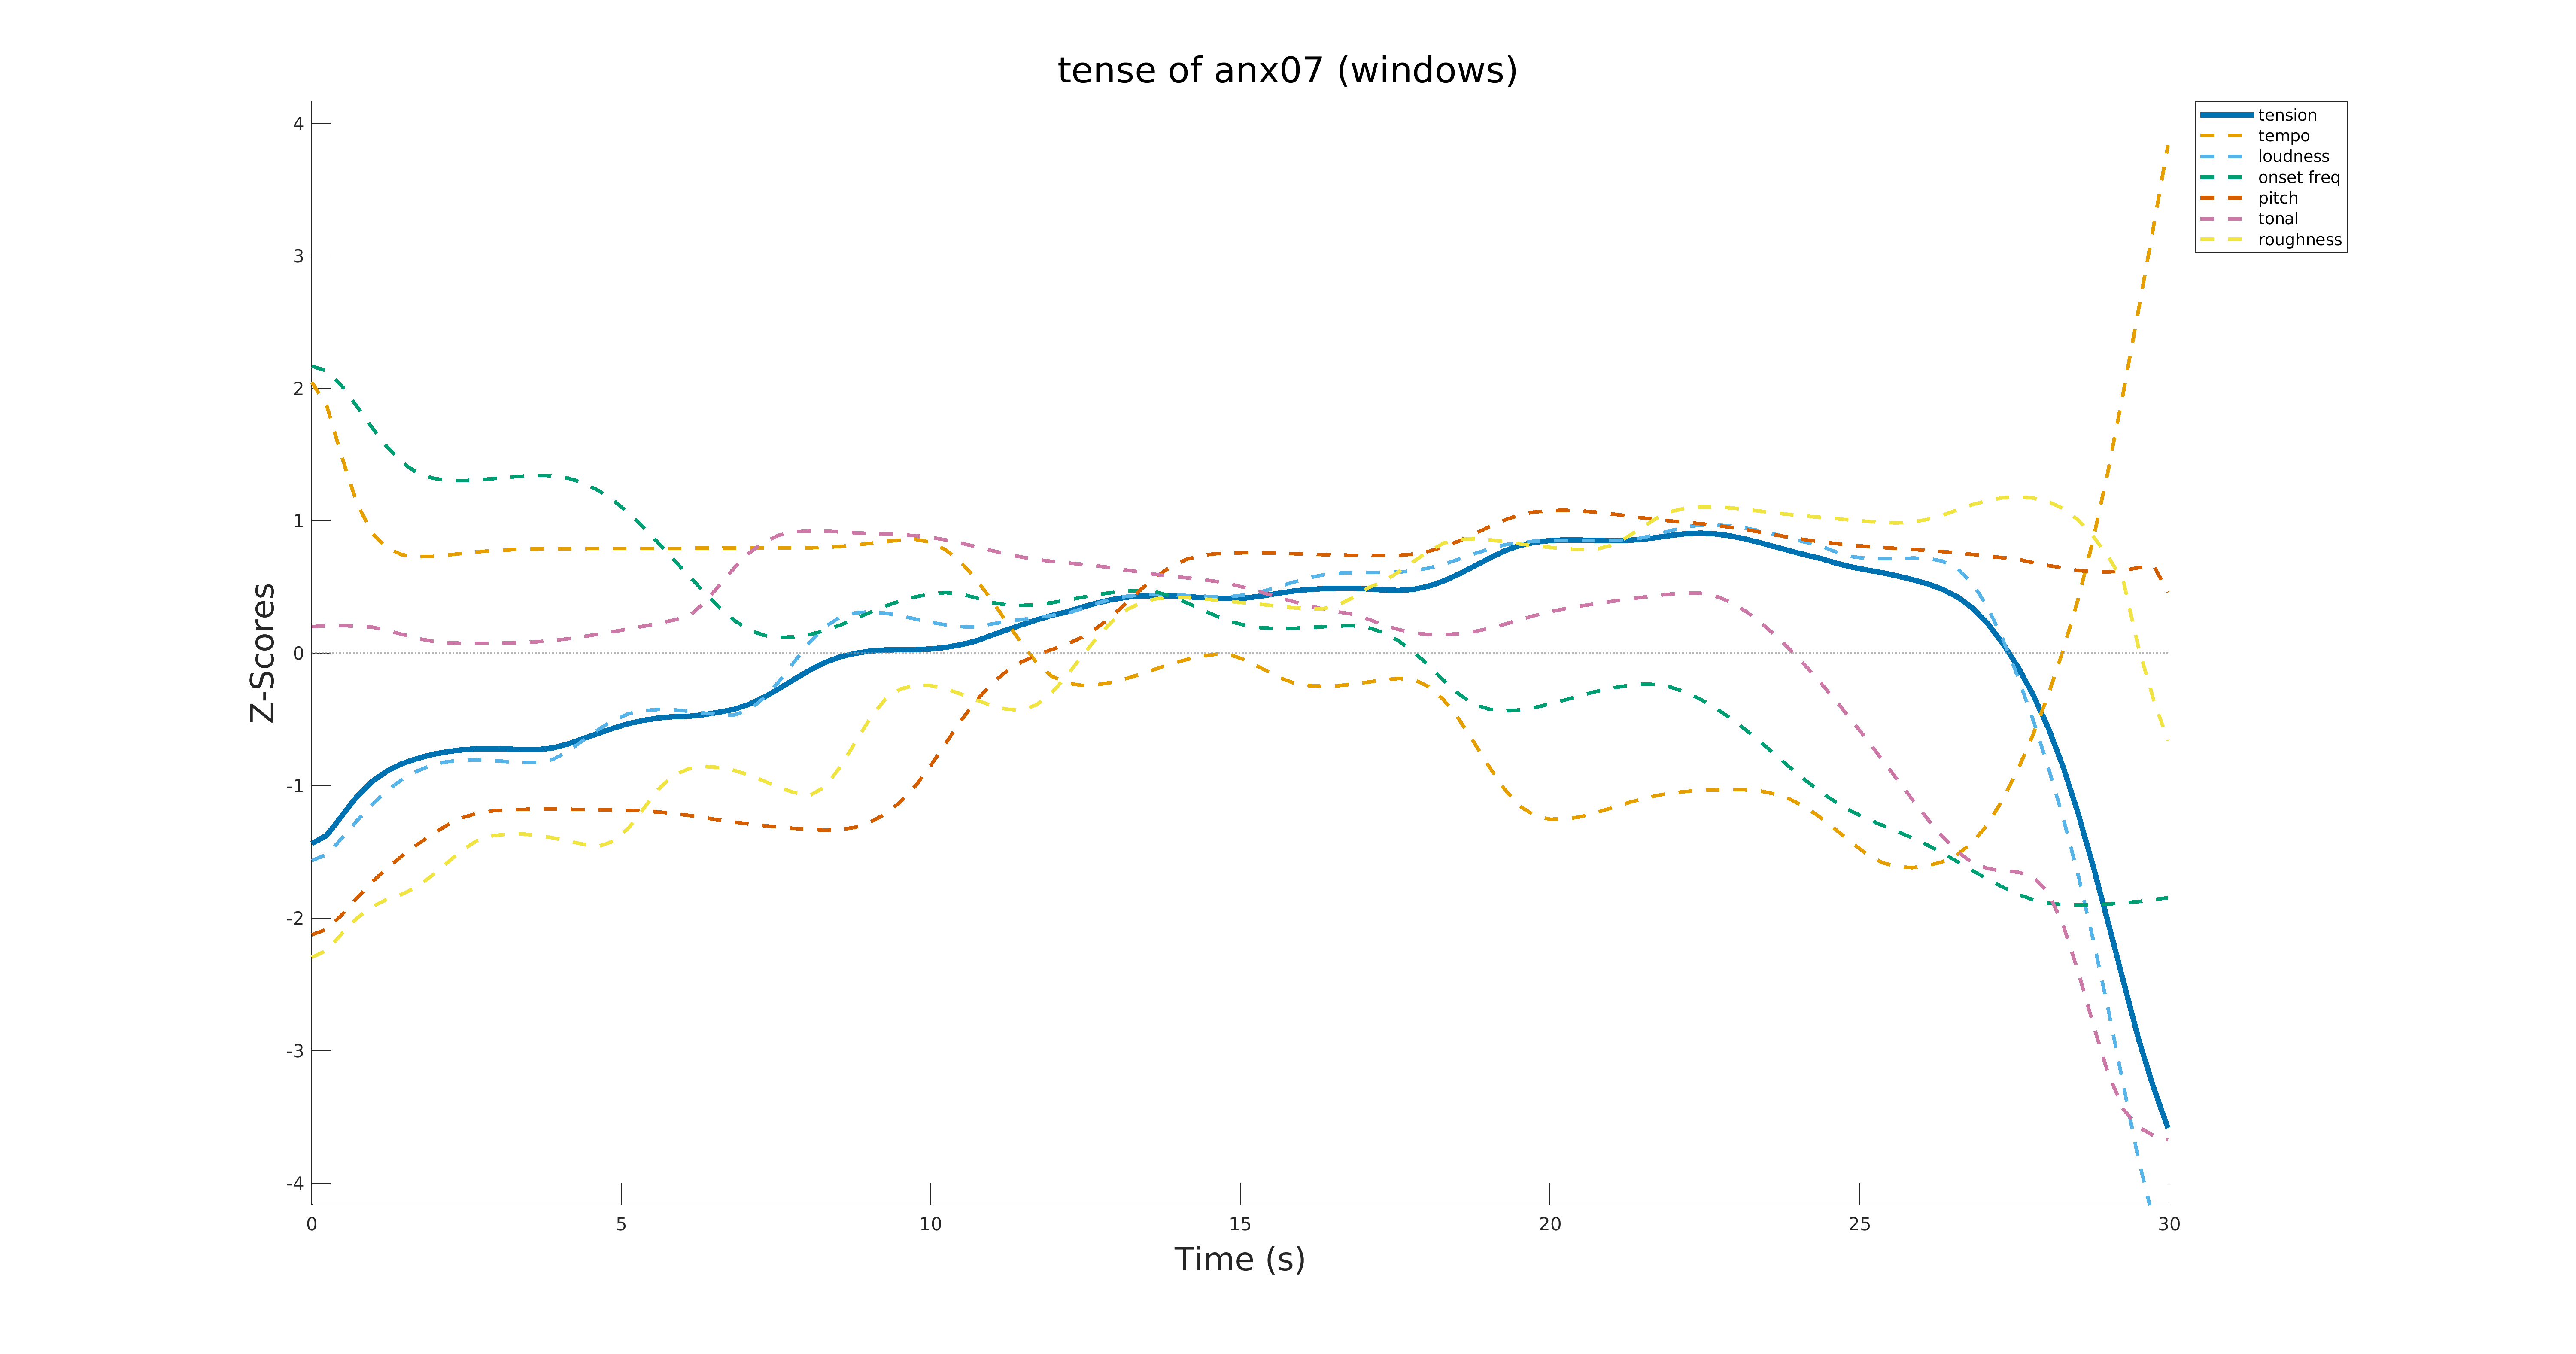 tense of anx07 (windows)
tension
tempo
loudness
onset freq
pitch
tonal
roughness
Z-Scores
4
3
2
1
0
-1
-2
-3
-4
0 5 10 15 20 25 30
Time (s)